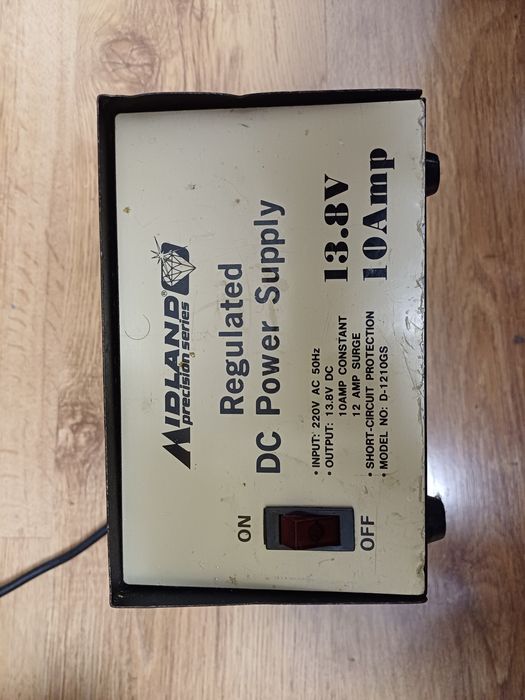 MIDLAND®
precision series
Regulated
DC Power Supply
• INPUT: 220V AC 50Hz
• OUTPUT: 13.8V DC
10AMP CONSTANT
12 AMP SURGE
• SHORT-CIRCUIT PROTECTION
• MODEL NO: D-1210GS
13.8V
10Amp
ON
OFF